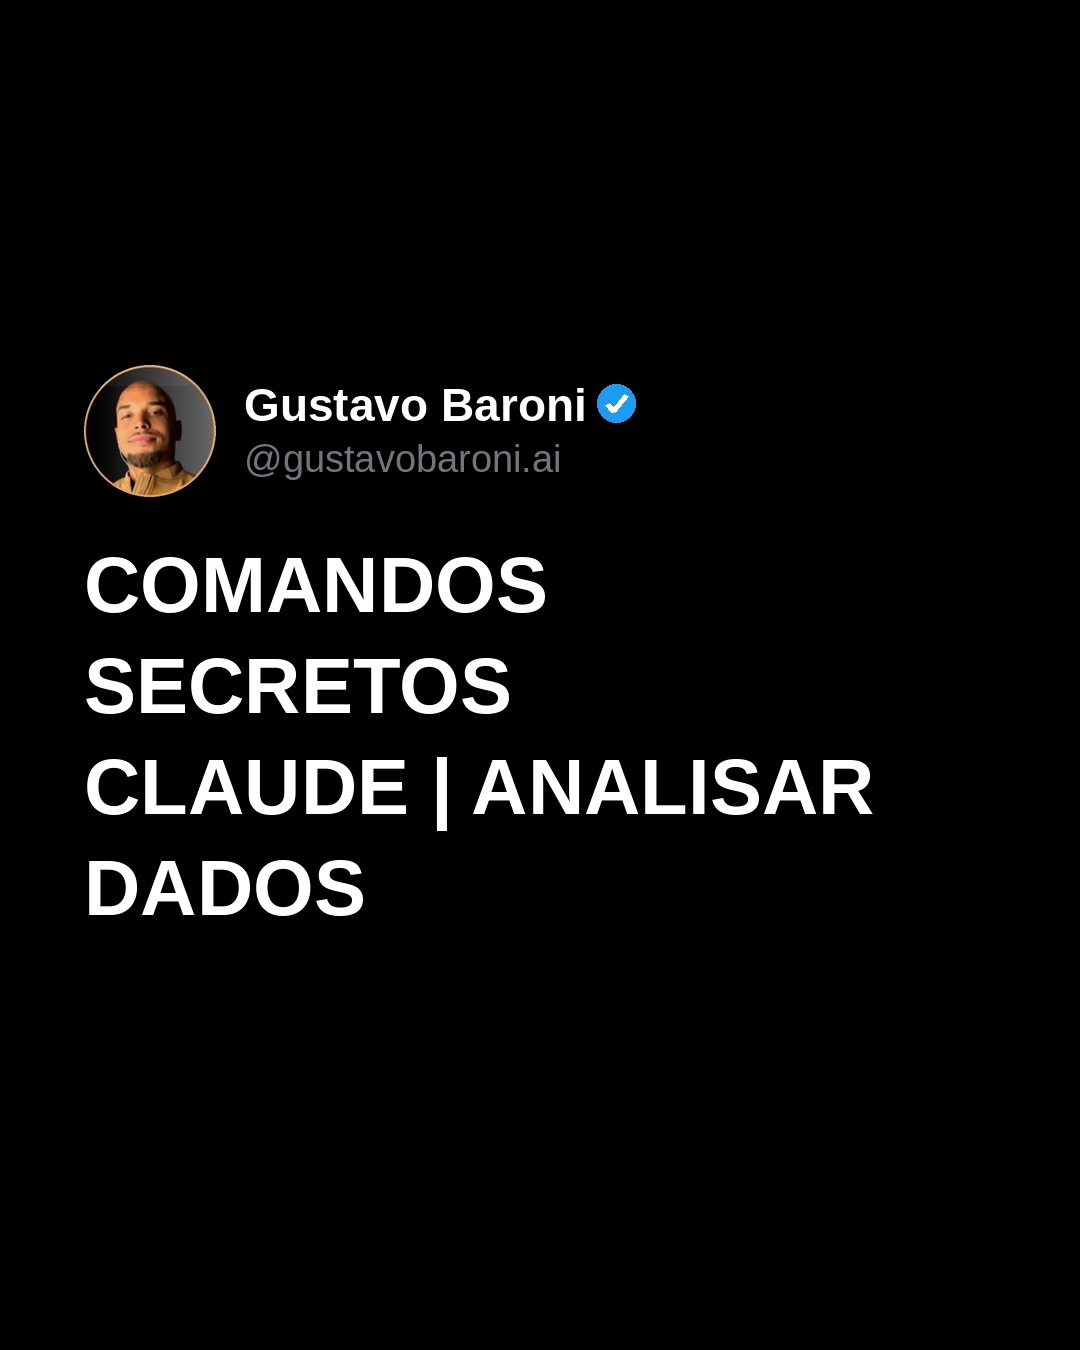 Gustavo Baroni
@gustavobaroni.ai
COMANDOS
SECRETOS
CLAUDE | ANALISAR
DADOS